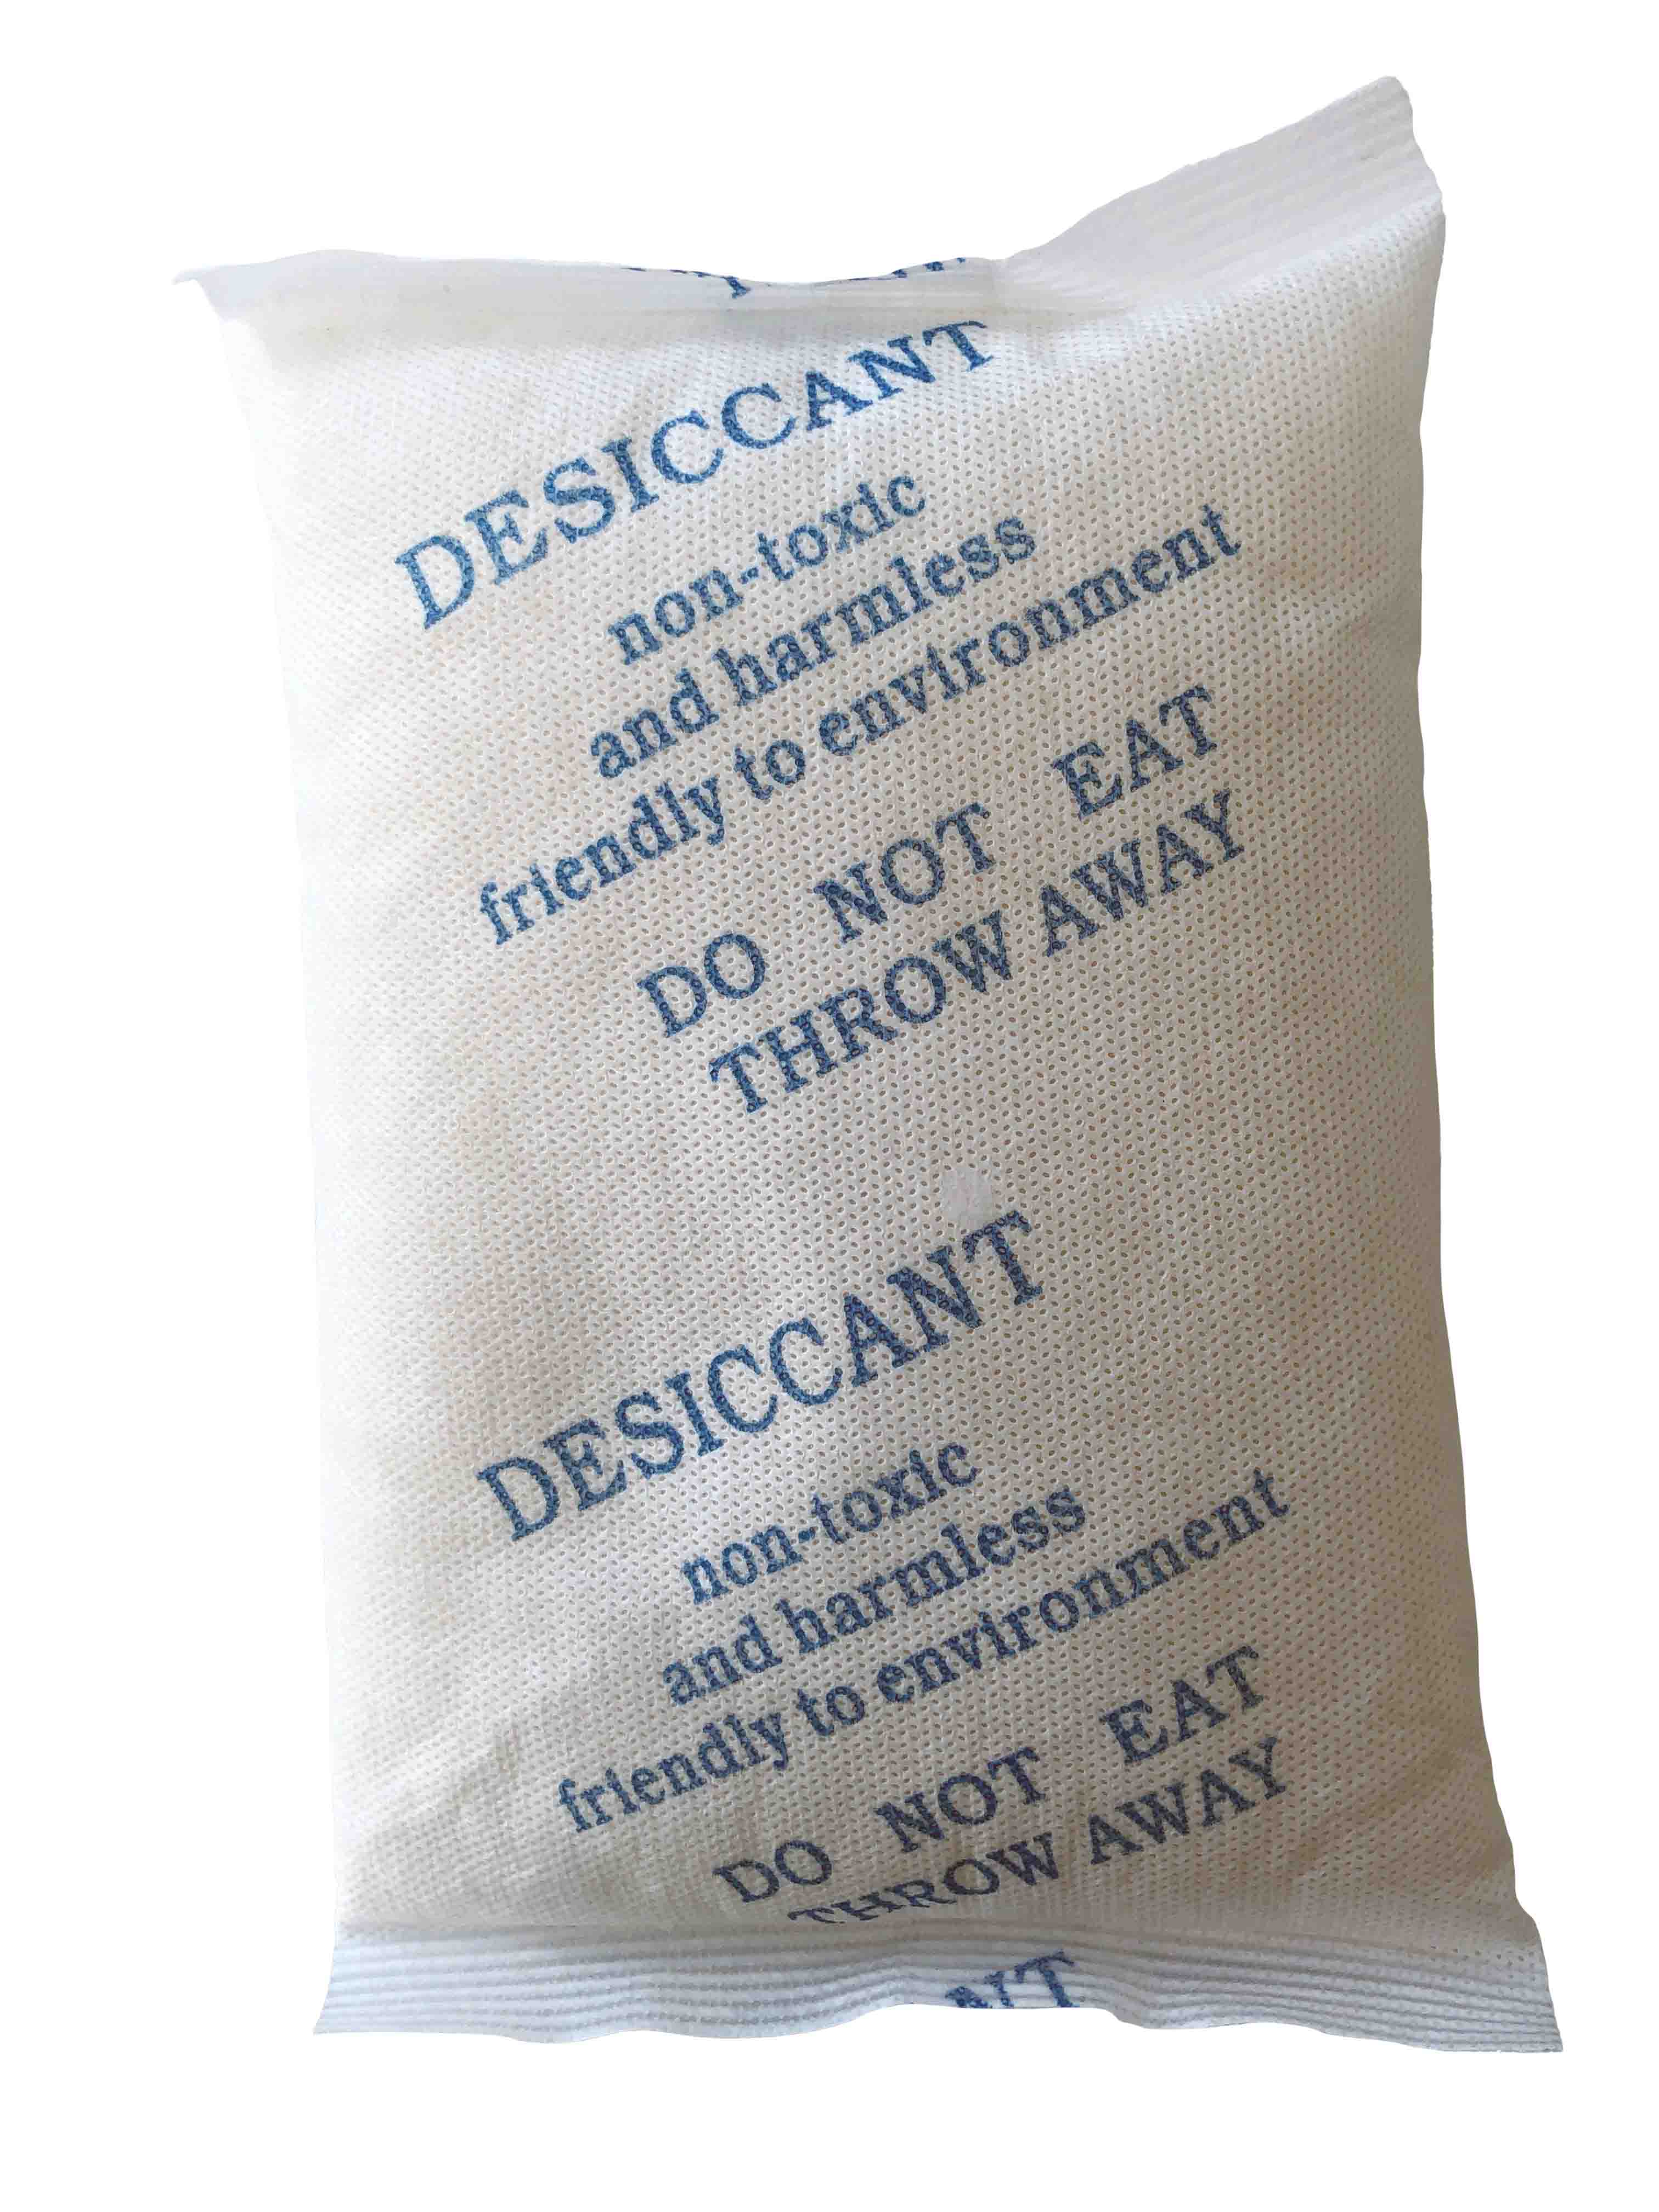 DESICCANT
non-toxic
and harmless
friendly to environment
DO NOT EAT
THROW AWAY
DESICCANT
non-toxic
and harmless
friendly to environment
DO NOT EAT
THROW AWAY
NT